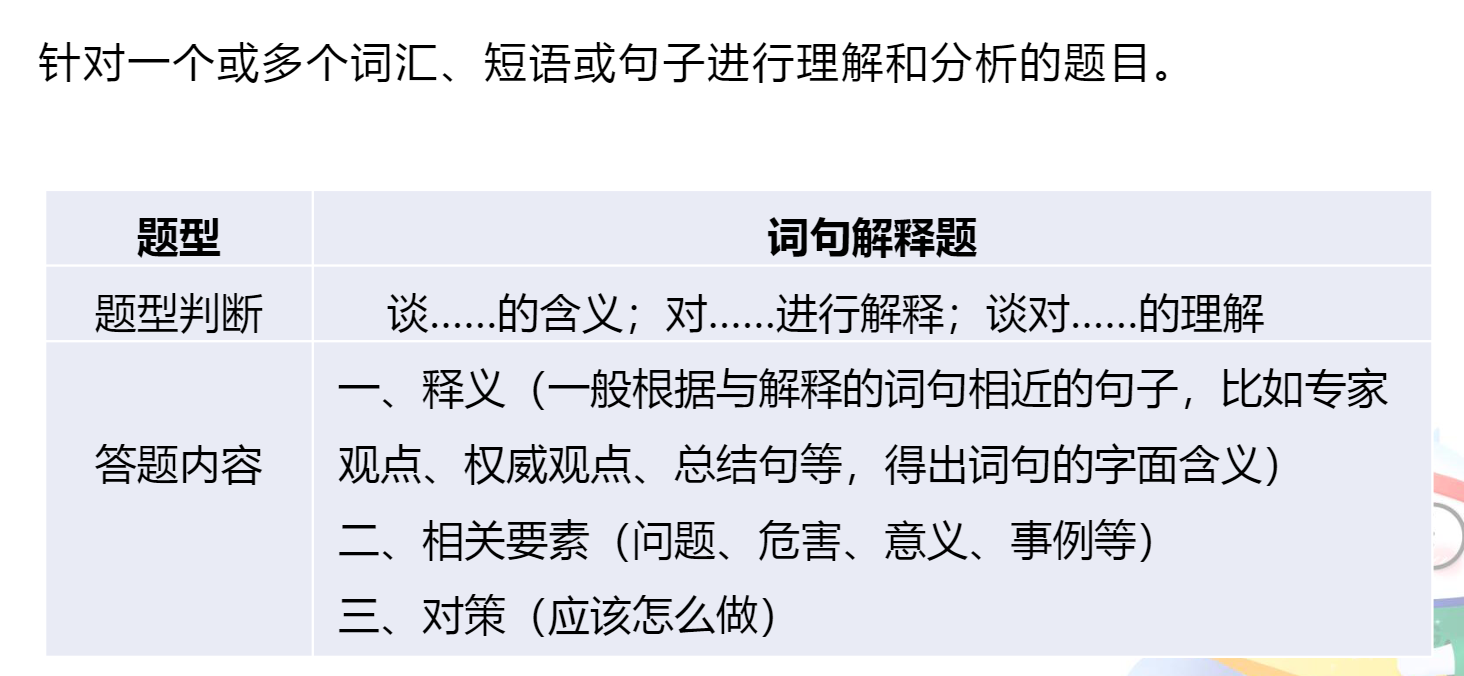 针对一个或多个词汇、短语或句子进行理解和分析的题目。
题型 词句解释题
题型判断 谈......的含义；对......进行解释；谈对......的理解
答题内容
一、释义（一般根据与解释的词句相近的句子，比如专家
观点、权威观点、总结句等，得出词句的字面含义）
二、相关要素（问题、危害、意义、事例等）
三、对策（应该怎么做）